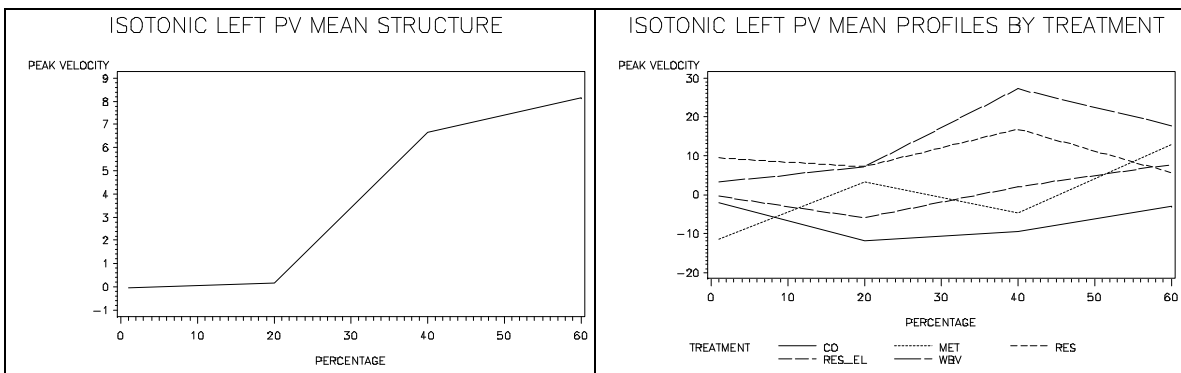 ISOTONIC LEFT PV MEAN STRUCTURE
PEAK VELOCITY
9
8
7
6
5
4
3
2
1
0
−1
0 10 20 30 40 50 60
PERCENTAGE
ISOTONIC LEFT PV MEAN PROFILES BY TREATMENT
PEAK VELOCITY
30
20
10
0
−10
−20
0 10 20 30 40 50 60
PERCENTAGE
TREATMENT CO MET RES
RES_EL WBV